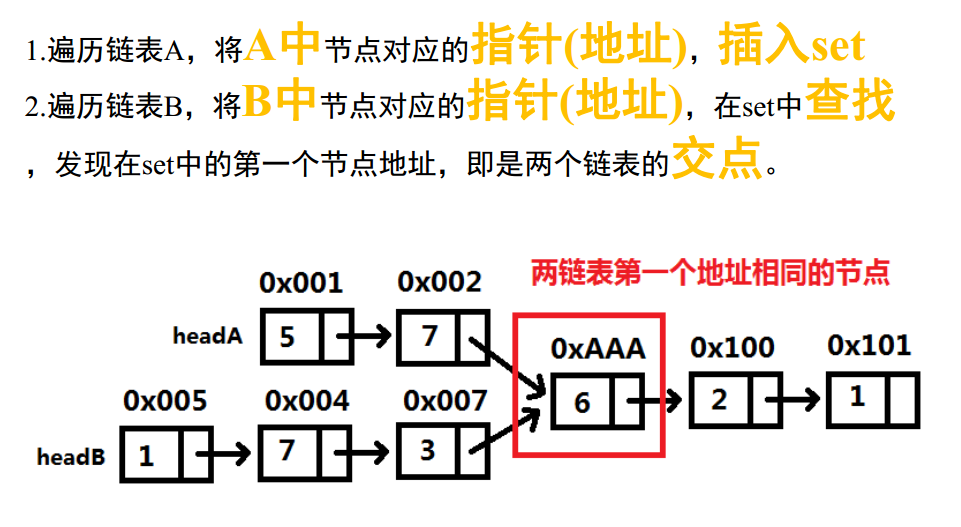 1.遍历链表A，将A中节点对应的指针(地址)，插入set
2.遍历链表B，将B中节点对应的指针(地址)，在set中查找
，发现在set中的第一个节点地址，即是两个链表的交点。
两链表第一个地址相同的节点
0x001 0x002
headA 5 7
0xAAA 0x100 0x101
6 2 1
0x005 0x004 0x007
headB 1 7 3